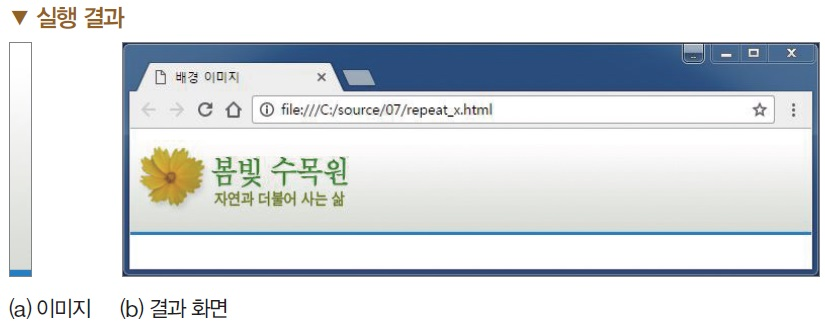 ▼ 실행 결과
배경 이미지
file:///C:/source/07/repeat_x.html
봄빛 수목원
자연과 더불어 사는 삶
(a) 이미지
(b) 결과 화면